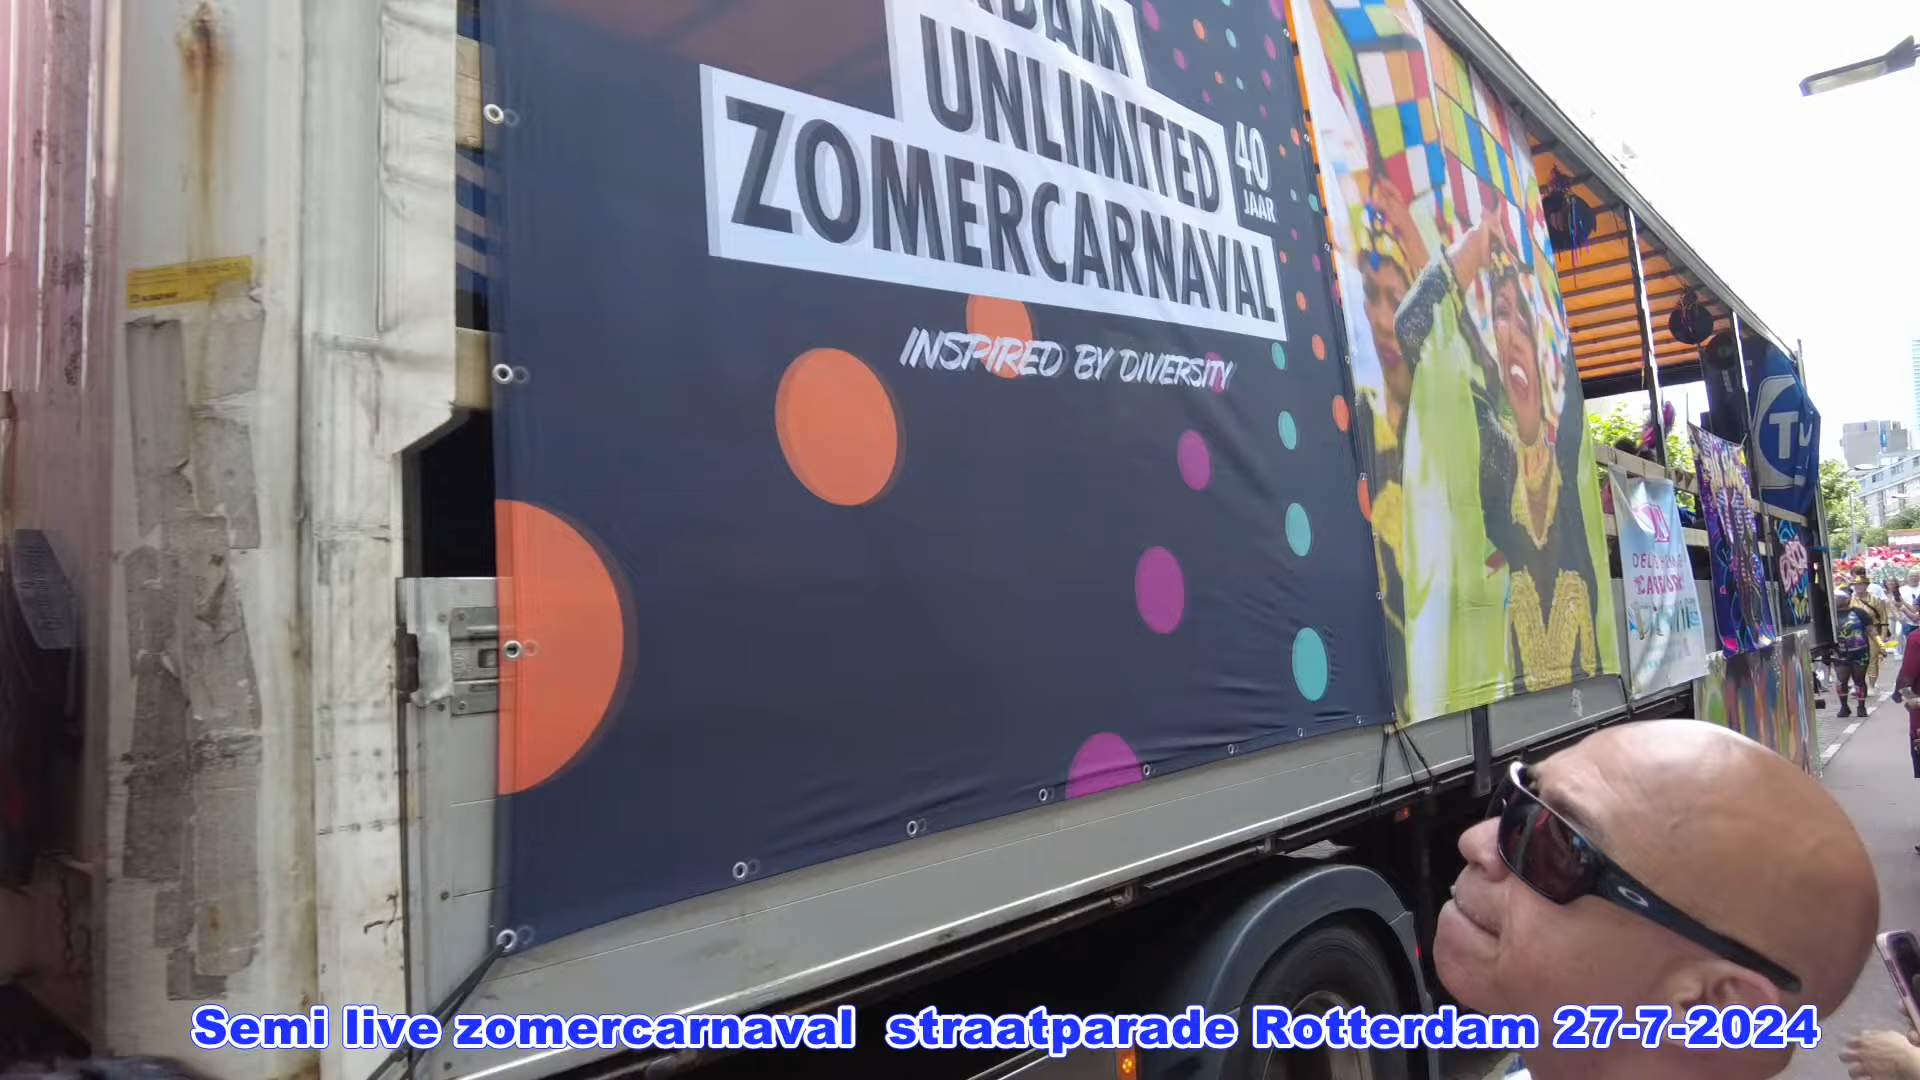 UNLIMITED
ZOMERCARNAVAL
40
JAAR
INSPIRED BY DIVERSITY
Semi live zomercarnaval straatparade Rotterdam 27-7-2024